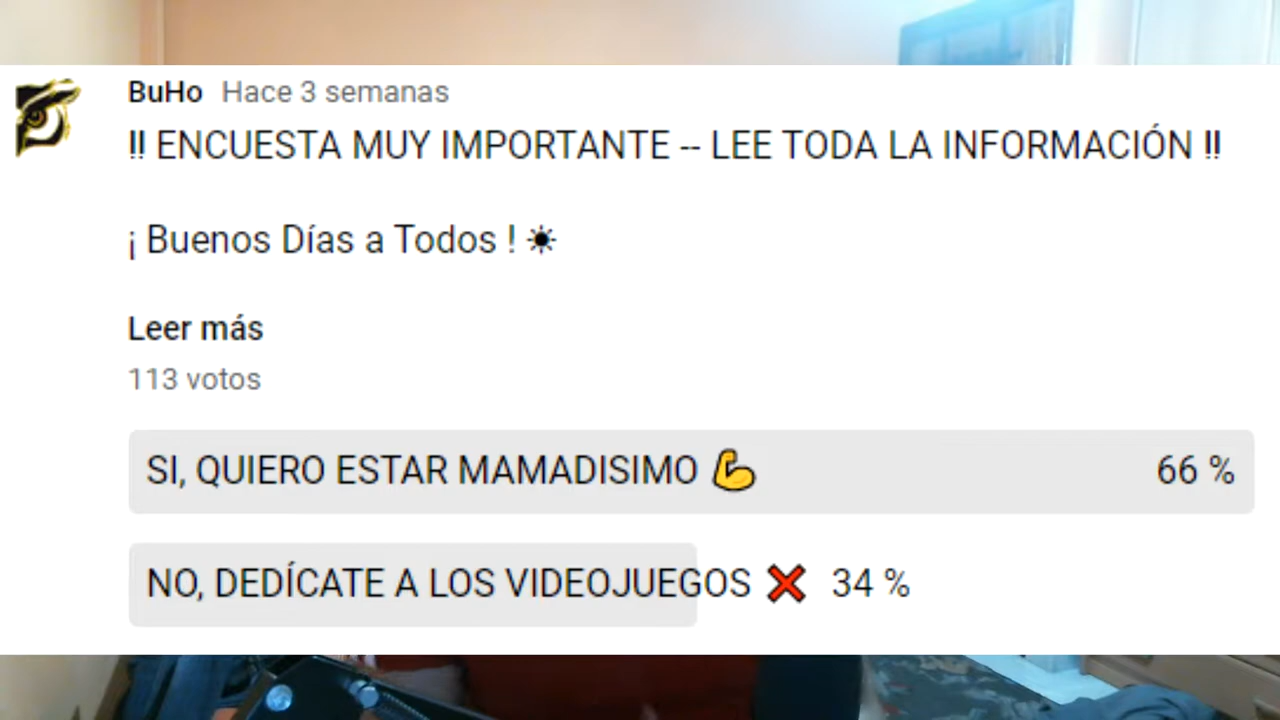 BuHo Hace 3 semanas
‼ ENCUESTA MUY IMPORTANTE -- LEE TODA LA INFORMACIÓN ‼
¡ Buenos Días a Todos ! ☀
Leer más
113 votos
SI, QUIERO ESTAR MAMADISIMO 💪 66 %
NO, DEDÍCATE A LOS VIDEOJUEGOS ❌ 34 %